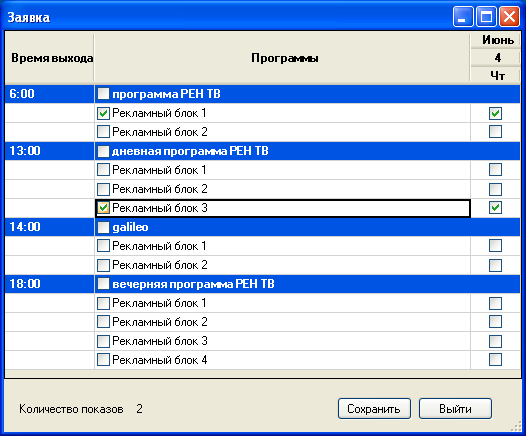 Заявка
Время выхода Программы Июнь
4
Чт
6:00 программа РЕН ТВ
Рекламный блок 1
Рекламный блок 2
13:00 дневная программа РЕН ТВ
Рекламный блок 1
Рекламный блок 2
Рекламный блок 3
14:00 galileo
Рекламный блок 1
Рекламный блок 2
18:00 вечерняя программа РЕН ТВ
Рекламный блок 1
Рекламный блок 2
Рекламный блок 3
Рекламный блок 4
Количество показов 2 Сохранить Выйти